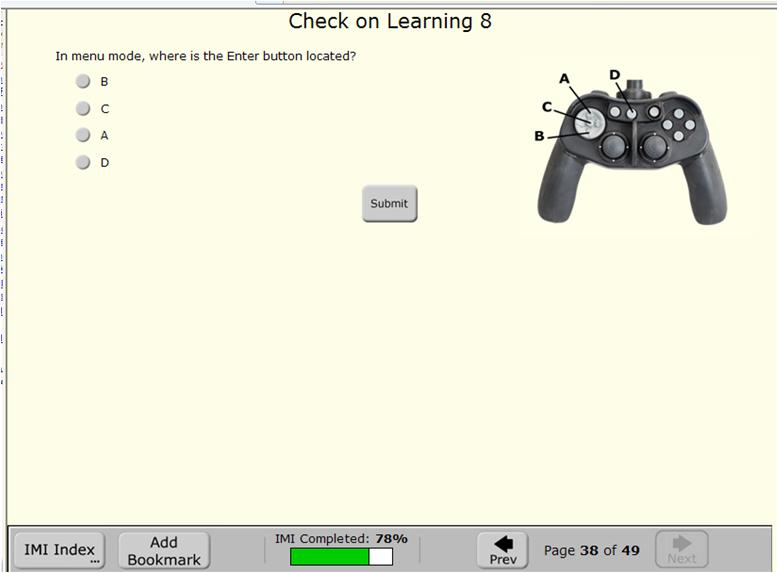 Check on Learning 8
In menu mode, where is the Enter button located?
B
C
A
D
Submit
A
D
C
B
IMI Index
...
Add
Bookmark
IMI Completed: 78%
Prev
Page 38 of 49
Next